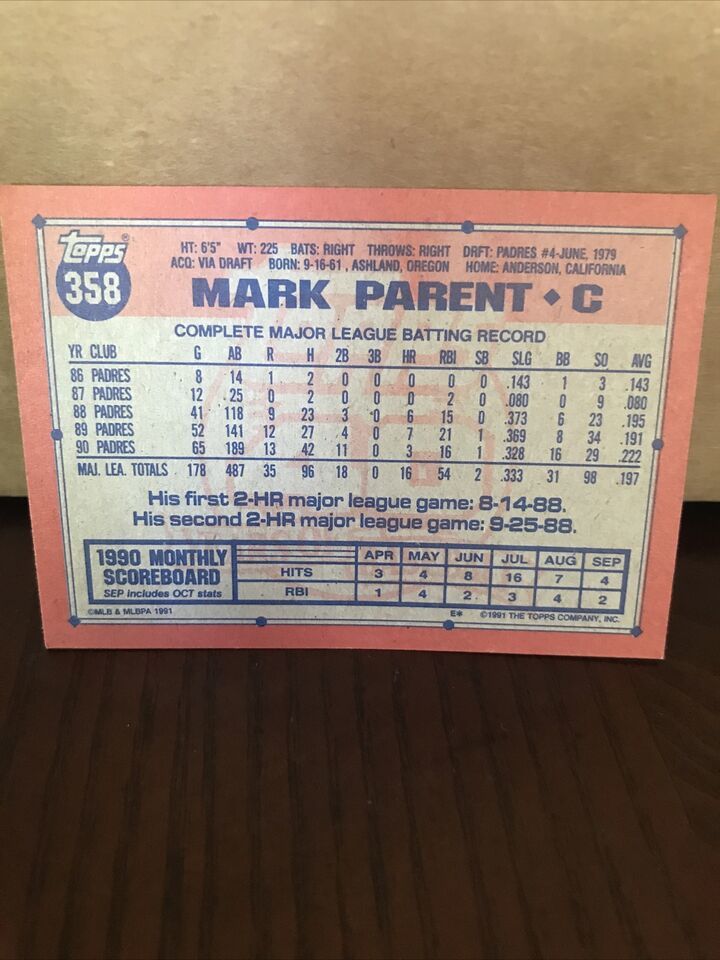 Topps®
358
HT: 6'5" WT: 225 BATS: RIGHT THROWS: RIGHT DRFT: PADRES #4-JUNE, 1979
ACQ: VIA DRAFT BORN: 9-16-61, ASHLAND, OREGON HOME: ANDERSON, CALIFORNIA
MARK PARENT ♦ C
COMPLETE MAJOR LEAGUE BATTING RECORD
YR CLUB G AB R H 2B 3B HR RBI SB SLG BB SO AVG
86 PADRES 8 14 1 2 0 0 0 0 0 .143 1 3 .143
87 PADRES 12 25 0 2 0 0 0 2 0 .080 0 9 .080
88 PADRES 41 118 9 23 3 0 6 15 0 .373 6 23 .195
89 PADRES 52 141 12 27 4 0 7 21 1 .369 8 34 .191
90 PADRES 65 189 13 42 11 0 3 16 1 .328 16 29 .222
MAJ. LEA. TOTALS 178 487 35 96 18 0 16 54 2 .333 31 98 .197
His first 2-HR major league game: 8-14-88.
His second 2-HR major league game: 9-25-88.
1990 MONTHLY SCOREBOARD
SEP includes OCT stats
APR MAY JUN JUL AUG SEP
HITS 3 4 8 16 7 4
RBI 1 4 2 3 4 2
©MLB & MLBPA 1991 E* ©1991 THE TOPPS COMPANY, INC.